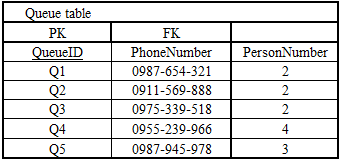 Queue table
PK FK
QueueID PhoneNumber PersonNumber
Q1 0987-654-321 2
Q2 0911-569-888 2
Q3 0975-339-518 2
Q4 0955-239-966 4
Q5 0987-945-978 3